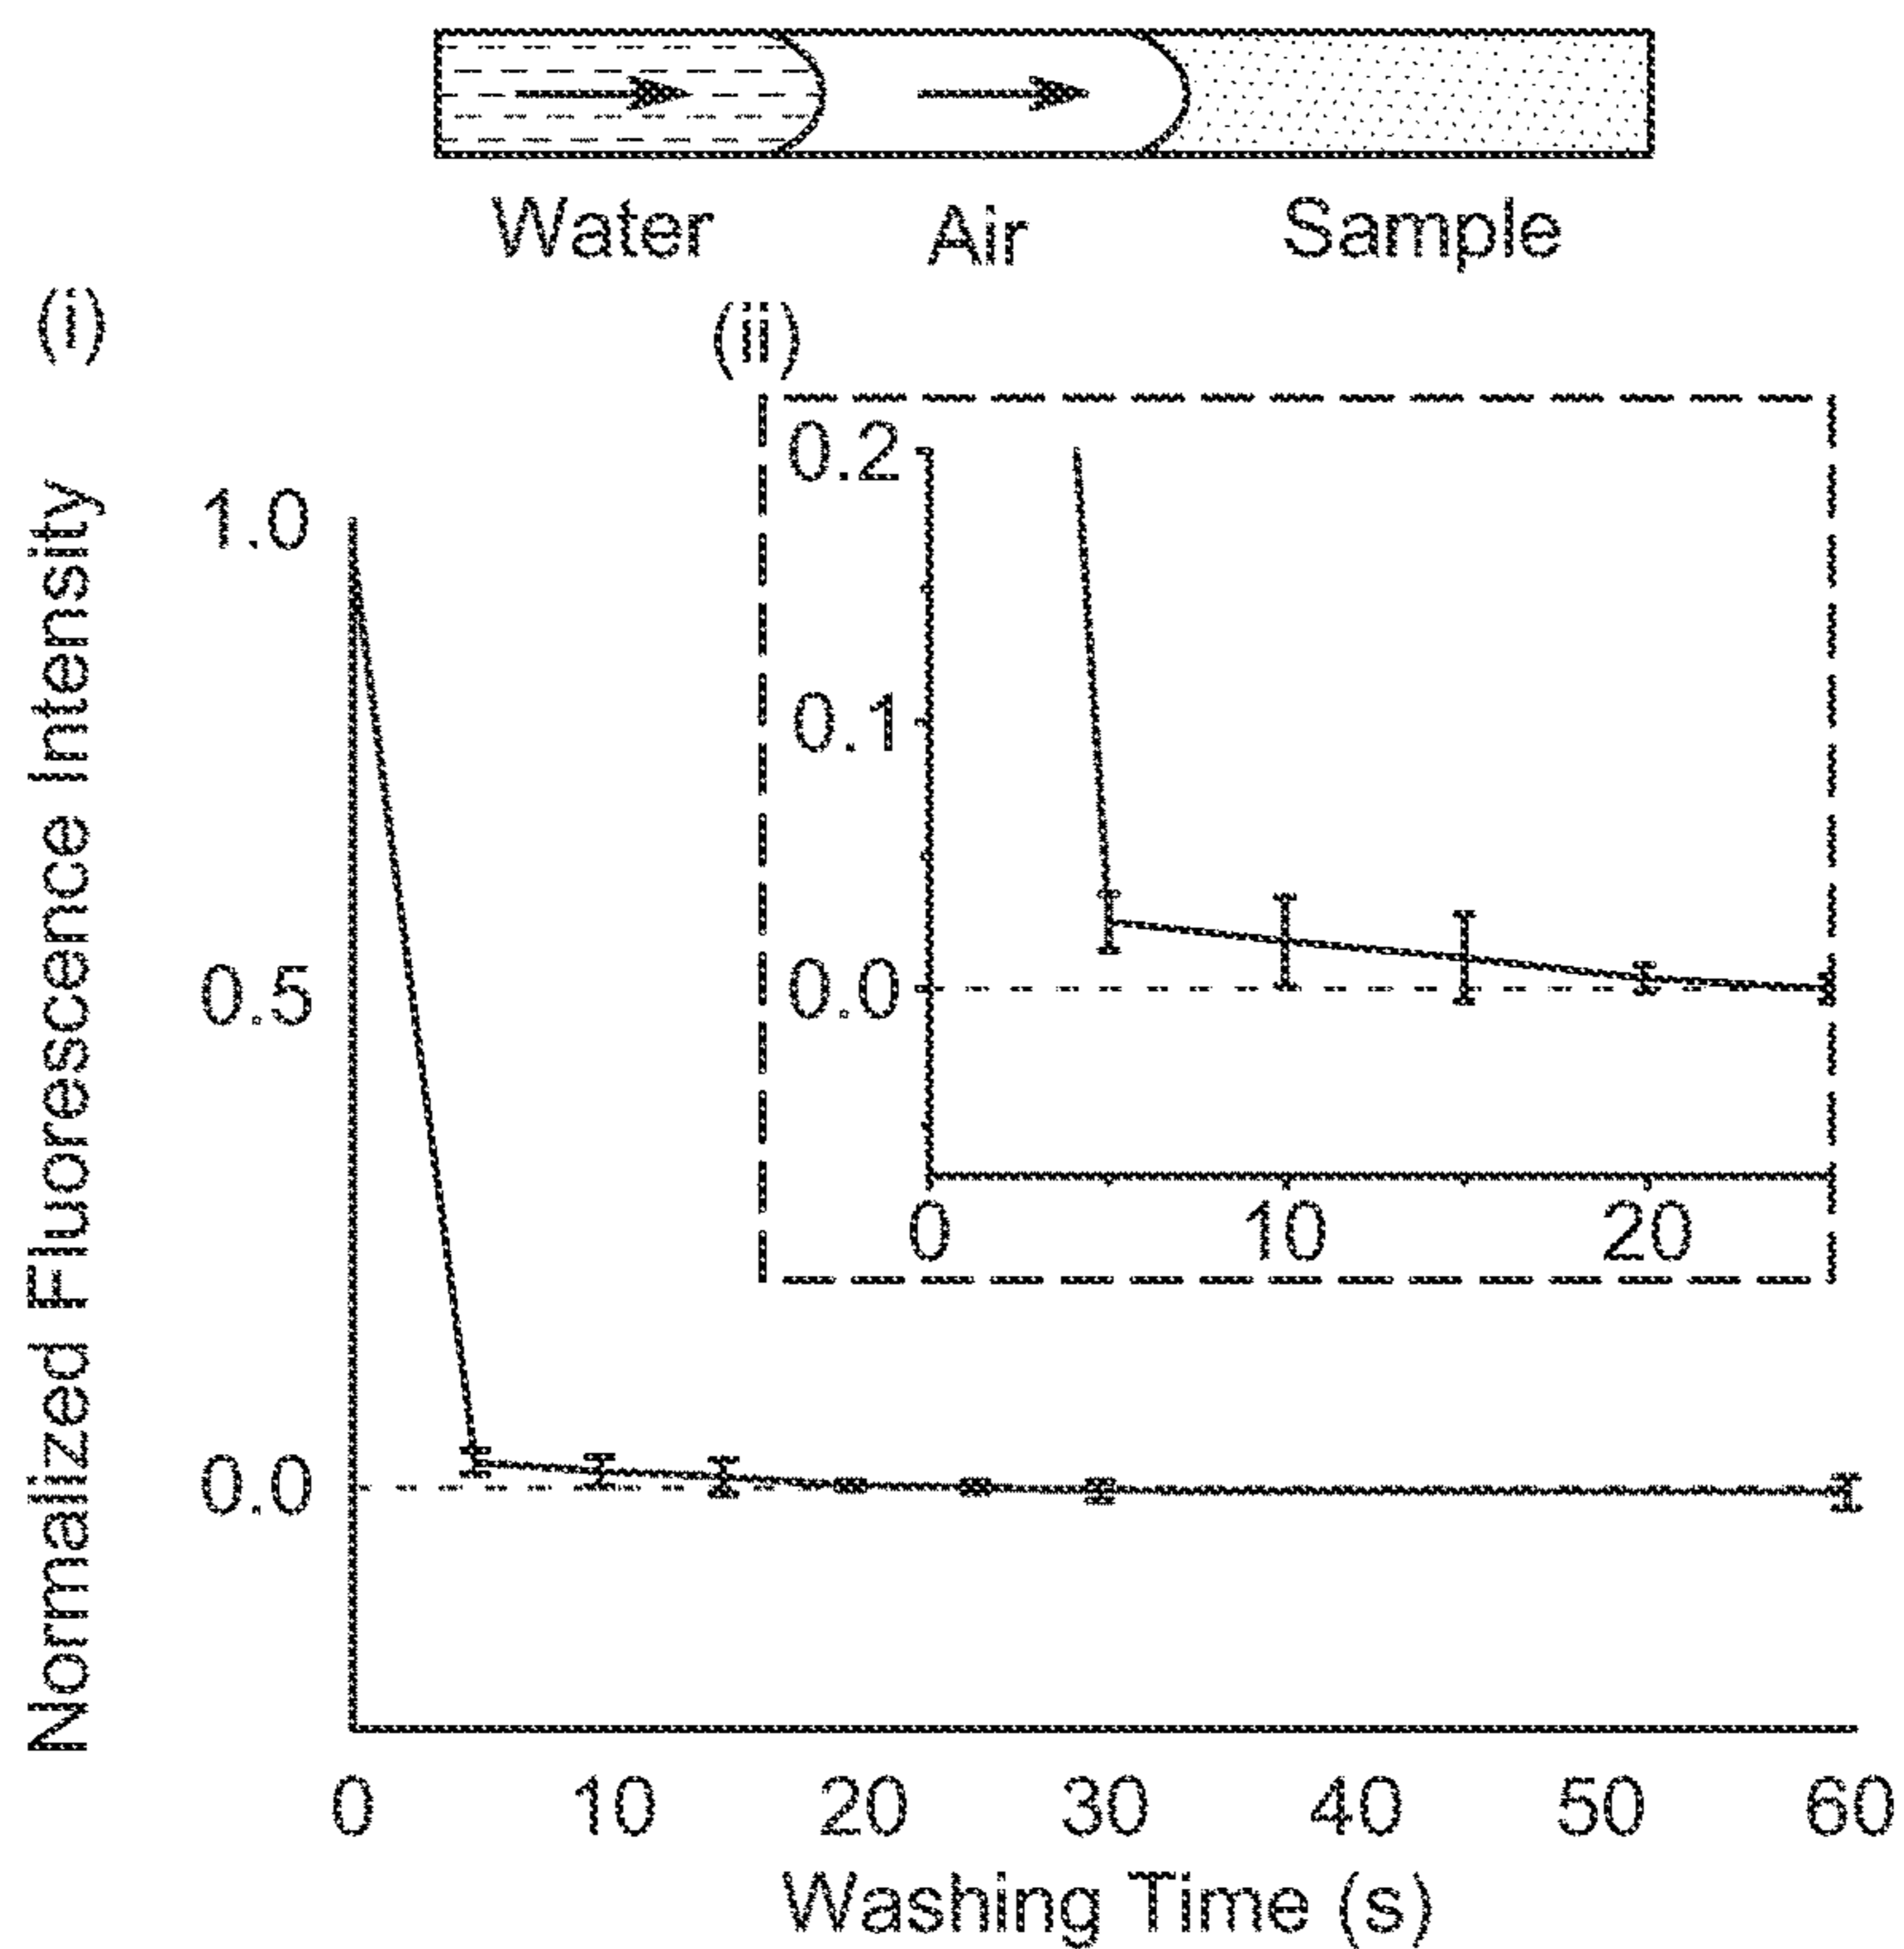 Water Air Sample
(i) (ii)
Normalized Fluorescence Intensity
1.0
0.5
0.0
0.2
0.1
0.0
0 10 20
0 10 20 30 40 50 60
Washing Time (s)